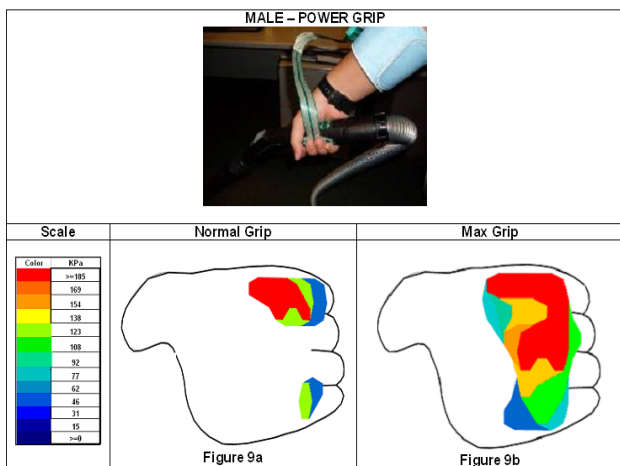 MALE – POWER GRIP
Scale
Normal Grip
Max Grip
Color KPa
>=185
169
154
138
123
108
92
77
62
46
31
15
>=0
Figure 9a
Figure 9b